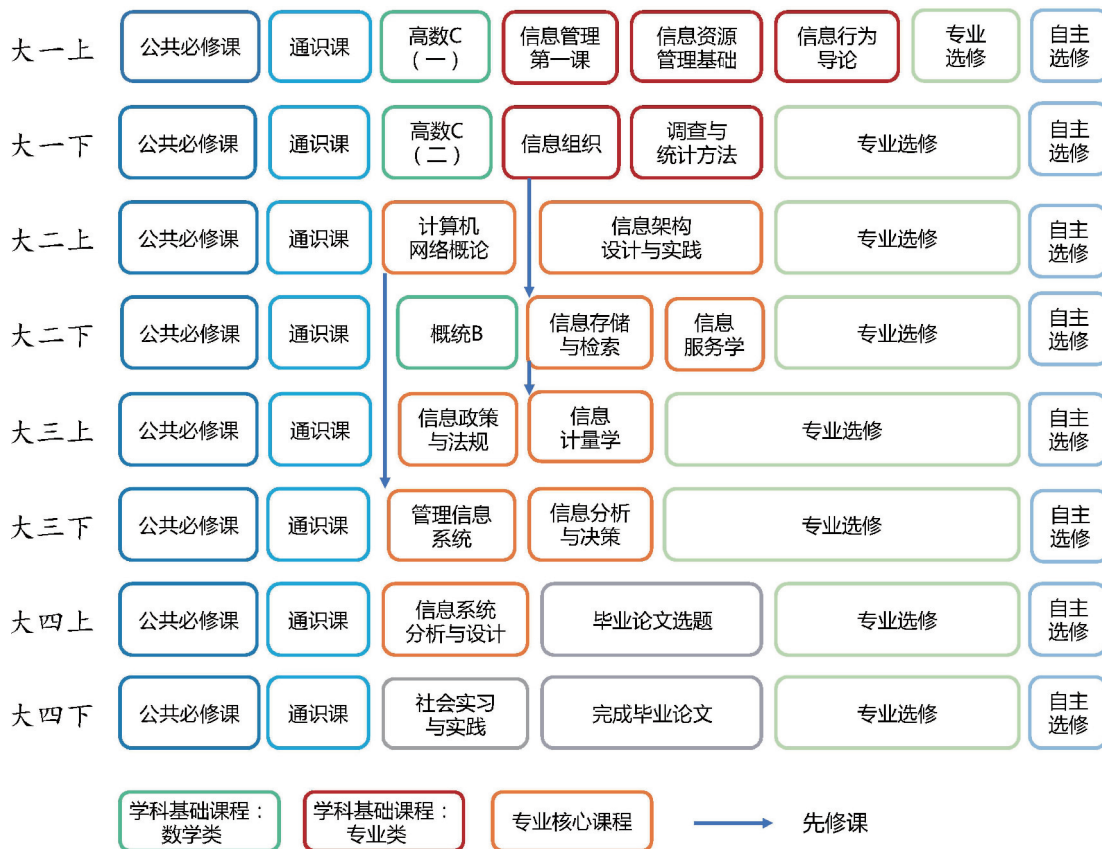 大一上
公共必修课
通识课
高数C
（一）
信息管理
第一课
信息资源
管理基础
信息行为
导论
专业
选修
自主
选修
大一下
公共必修课
通识课
高数C
（二）
信息组织
调查与
统计方法
专业选修
自主
选修
大二上
公共必修课
通识课
计算机
网络概论
信息架构
设计与实践
专业选修
自主
选修
大二下
公共必修课
通识课
概统B
信息存储
与检索
信息
服务学
专业选修
自主
选修
大三上
公共必修课
通识课
信息政策
与法规
信息
计量学
专业选修
自主
选修
大三下
公共必修课
通识课
管理信息
系统
信息分析
与决策
专业选修
自主
选修
大四上
公共必修课
通识课
信息系统
分析与设计
毕业论文选题
专业选修
自主
选修
大四下
公共必修课
通识课
社会实习
与实践
完成毕业论文
专业选修
自主
选修
学科基础课程：
数学类
学科基础课程：
专业类
专业核心课程
先修课